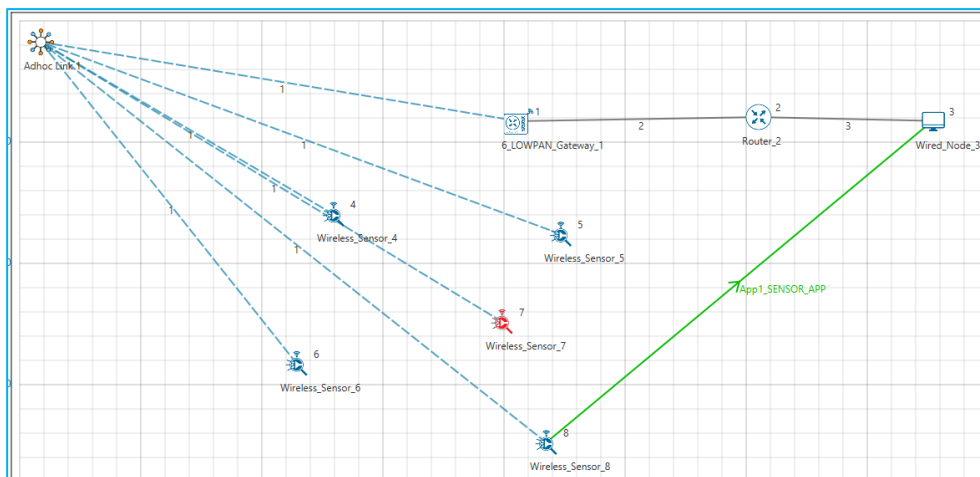 Adhoc Link 1
1
1
6_LOWPAN_Gateway_1
2
2
Router_2
3
3
Wired_Node_3
1
1
1
4
Wireless_Sensor_4
5
Wireless_Sensor_5
1
1
App1_SENSOR_APP
7
Wireless_Sensor_7
6
Wireless_Sensor_6
8
Wireless_Sensor_8